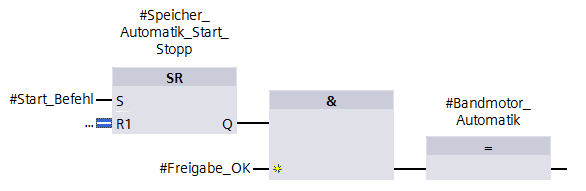 #Speicher_
Automatik_Start_
Stopp
SR
#Start_Befehl
S
...
R1
Q
&
#Freigabe_OK
#Bandmotor_
Automatik
=